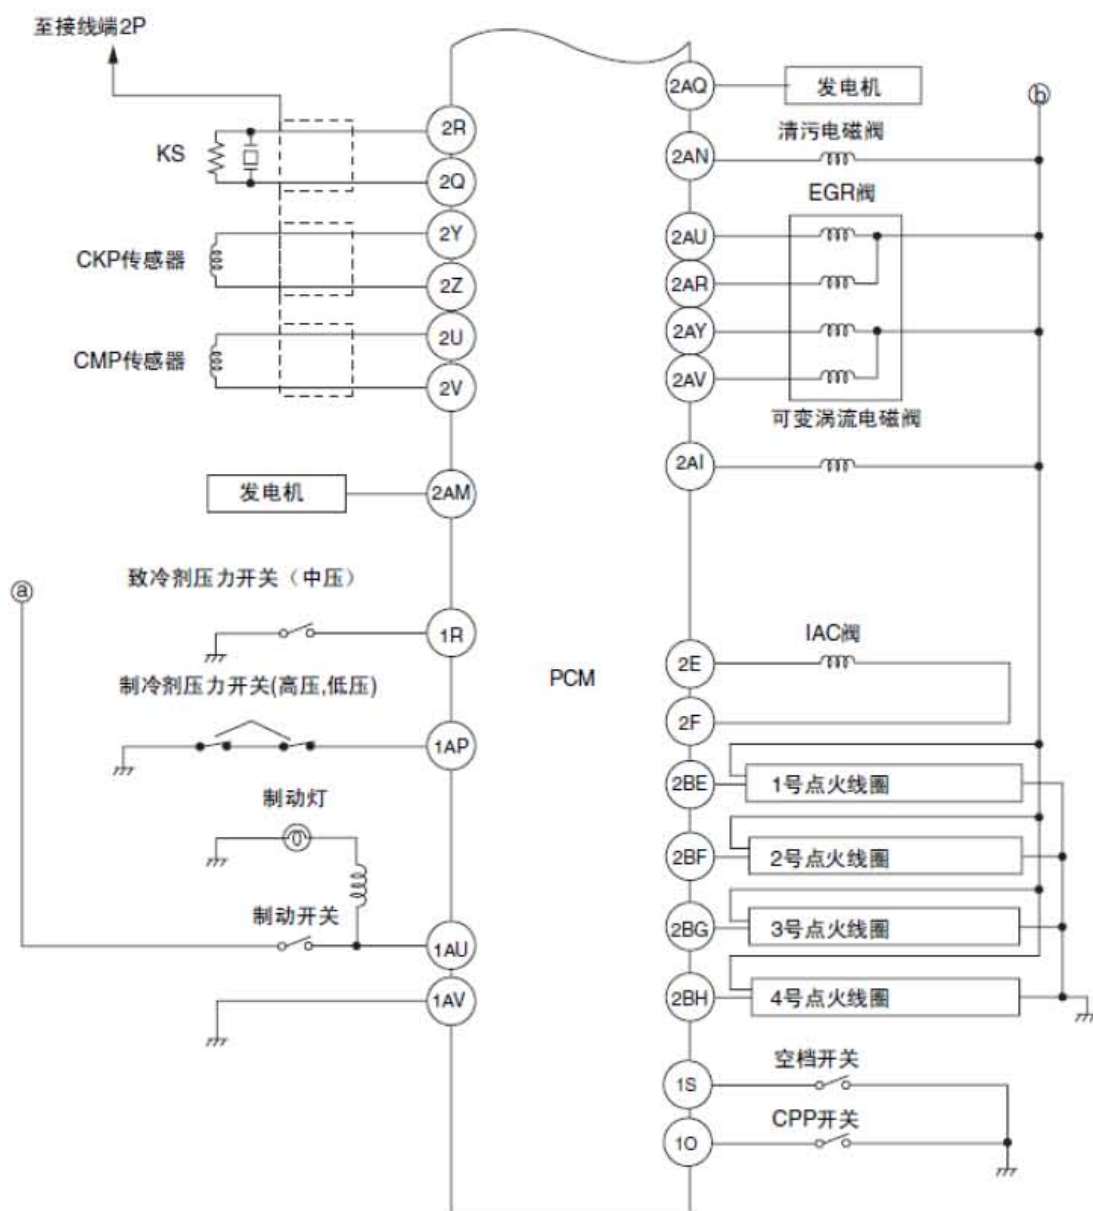 至接线端2P
KS
2R
2Q
CKP传感器
2Y
2Z
CMP传感器
2U
2V
发电机
2AM
ⓐ
致冷剂压力开关（中压）
1R
制冷剂压力开关(高压,低压)
1AP
制动灯
制动开关
1AU
1AV
PCM
2AQ
发电机
ⓑ
清污电磁阀
2AN
EGR阀
2AU
2AR
2AY
2AV
可变涡流电磁阀
2AI
IAC阀
2E
2F
2BE
1号点火线圈
2BF
2号点火线圈
2BG
3号点火线圈
2BH
4号点火线圈
空档开关
1S
CPP开关
1O